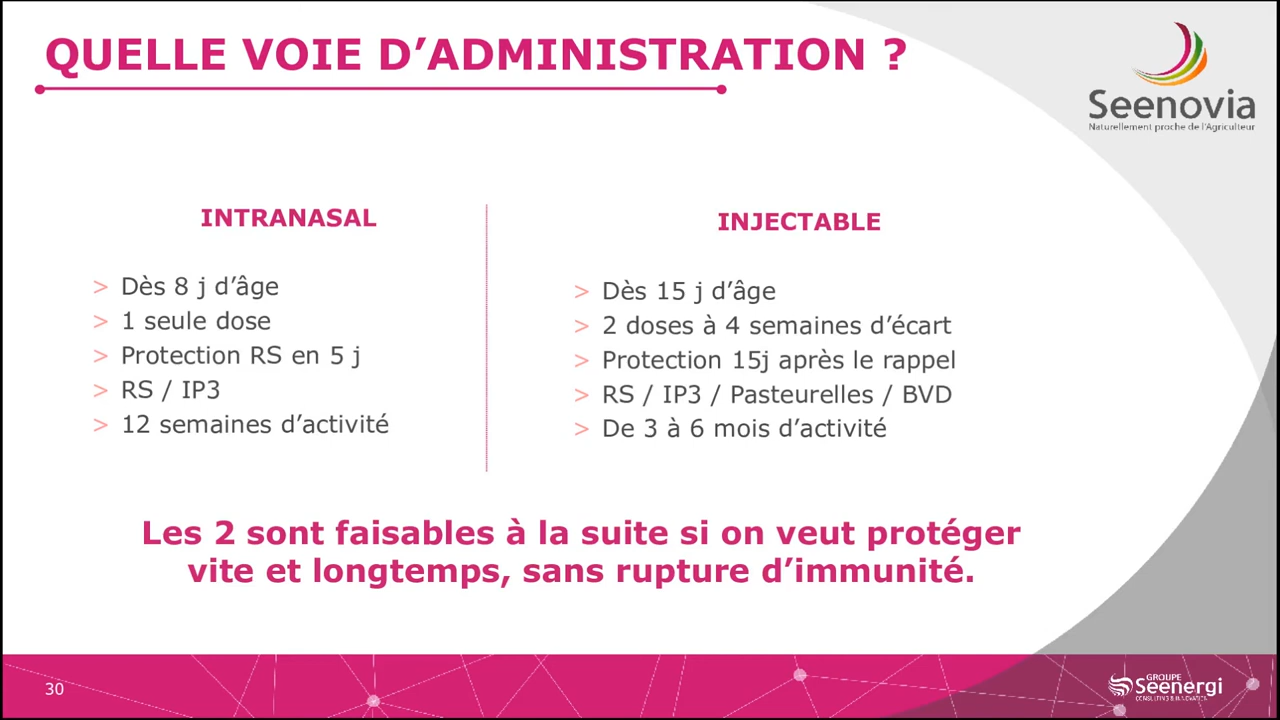 QUELLE VOIE D’ADMINISTRATION ?
Seenovia
Naturellement proche de l'Agriculteur
INTRANASAL
> Dès 8 j d’âge
> 1 seule dose
> Protection RS en 5 j
> RS / IP3
> 12 semaines d’activité
INJECTABLE
> Dès 15 j d’âge
> 2 doses à 4 semaines d’écart
> Protection 15j après le rappel
> RS / IP3 / Pasteurelles / BVD
> De 3 à 6 mois d’activité
Les 2 sont faisables à la suite si on veut protéger
vite et longtemps, sans rupture d’immunité.
30
GROUPE
Seenergi
CONSULTING & INNOVATION